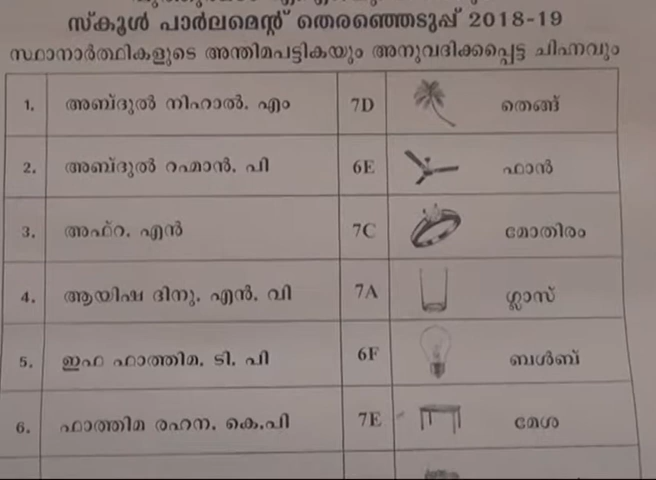 സ്കൂൾ പാർലമെന്റ് തെരഞ്ഞെടുപ്പ് 2018-19
സ്ഥാനാർത്ഥികളുടെ അന്തിമപട്ടികയും അനുവദിക്കപ്പെട്ട ചിഹ്നവും
1. അബ്ദുൽ നിഹാൽ. എം 7D തെങ്ങ്
2. അബ്ദുൽ റഹ്മാൻ. പി 6E ഫാൻ
3. അഫ്റ. എൻ 7C മോതിരം
4. ആയിഷ ദിനു. എൻ. വി 7A ഗ്ലാസ്
5. ഇഫ ഫാത്തിമ. ടി. പി 6F ബൾബ്
6. ഫാത്തിമ രഹന. കെ.പി 7E മേശ